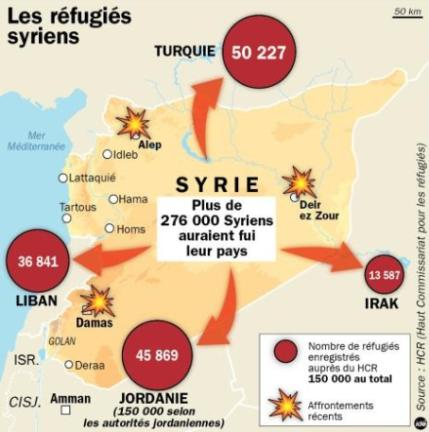 Les réfugiés
syriens
50 km
TURQUIE
50 227
Mer
Méditerranée
Alep
Idleb
Lattaquié
Hama
Tartous
Homs
SYRIE
Plus de
276 000 Syriens
auraient fui
leur pays
Deir
ez Zour
36 841
LIBAN
13 587
IRAK
Damas
GOLAN
ISR.
Deraa
CISJ.
Amman
45 869
JORDANIE
(150 000 selon
les autorités jordaniennes)
Nombre de réfugiés
enregistrés
auprès du HCR
150 000 au total
Affrontements
récents
Source : HCR (Haut Commissariat pour les réfugiés)